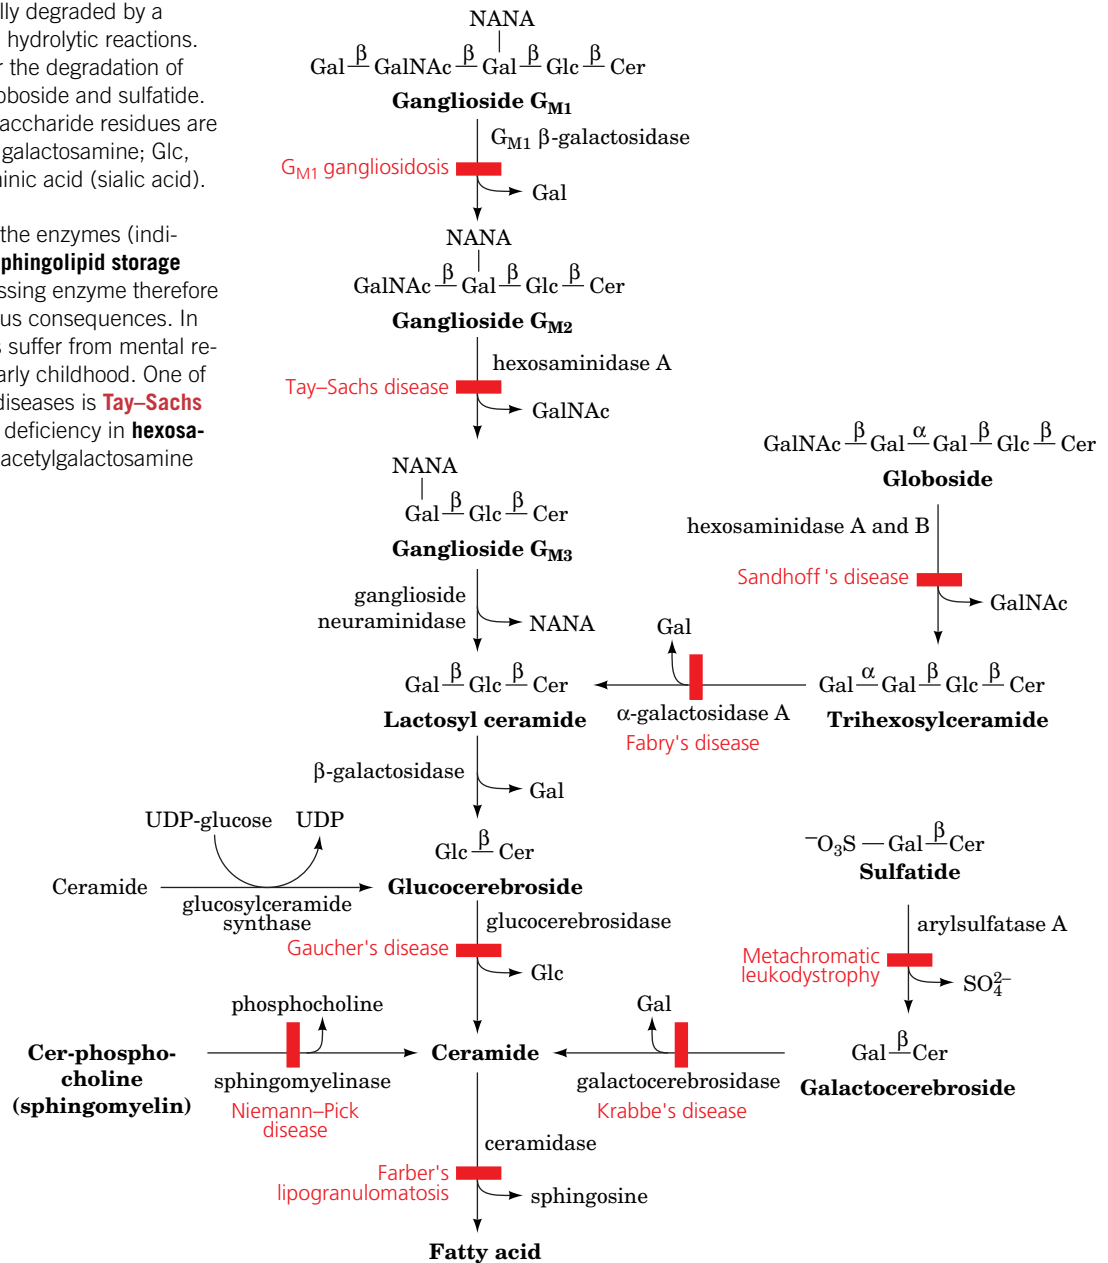 lly degraded by a
hydrolytic reactions.
r the degradation of
oboside and sulfatide.
saccharide residues are
galactosamine; Glc,
ninic acid (sialic acid).
the enzymes (indi-
phingolipid storage
ssing enzyme therefore
us consequences. In
s suffer from mental re-
arly childhood. One of
diseases is Tay–Sachs
deficiency in hexosa-
acetylgalactosamine
NANA
Gal β GalNAc β Gal β Glc β Cer
Ganglioside GM1
GM1 β-galactosidase
GM1 gangliosidosis
Gal
NANA
GalNAc β Gal β Glc β Cer
Ganglioside GM2
hexosaminidase A
Tay–Sachs disease
GalNAc
NANA
Gal β Glc β Cer
Ganglioside GM3
ganglioside
neuraminidase
NANA
GalNAc β Gal α Gal β Glc β Cer
Globoside
hexosaminidase A and B
Sandhoff's disease
GalNAc
Gal α Gal β Glc β Cer
Trihexosylceramide
Gal
α-galactosidase A
Fabry's disease
Gal β Glc β Cer
Lactosyl ceramide
β-galactosidase
Gal
UDP-glucose UDP
Ceramide
glucosylceramide
synthase
Glc β Cer
Glucocerebroside
glucocerebrosidase
Gaucher's disease
Glc
⁻O3S — Gal β Cer
Sulfatide
arylsulfatase A
Metachromatic
leukodystrophy
SO4²⁻
Gal β Cer
Galactocerebroside
Gal
galactocerebrosidase
Krabbe's disease
phosphocholine
Cer-phospho-
choline
(sphingomyelin)
sphingomyelinase
Niemann–Pick
disease
Ceramide
ceramidase
Farber's
lipogranulomatosis
sphingosine
Fatty acid